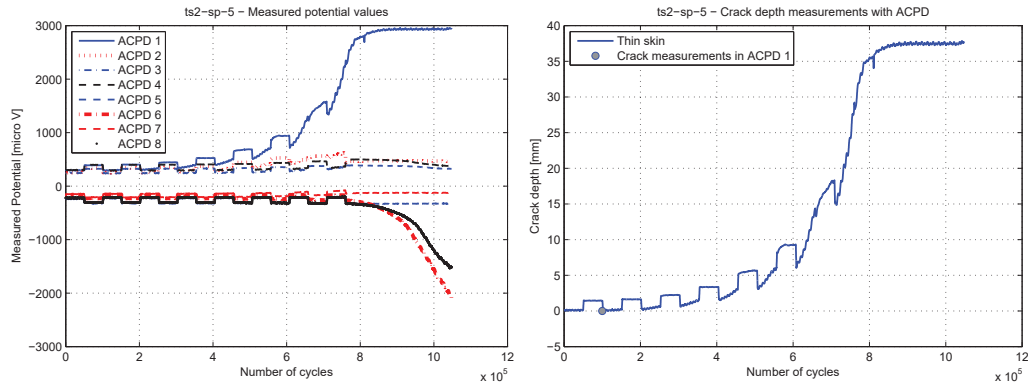 ts2−sp−5 − Measured potential values
3000
2000
1000
0
−1000
−2000
−3000
Measured Potential [micro V]
ACPD 1
ACPD 2
ACPD 3
ACPD 4
ACPD 5
ACPD 6
ACPD 7
ACPD 8
0 2 4 6 8 10 12
Number of cycles
x 10^5
ts2−sp−5 − Crack depth measurements with ACPD
40
35
30
25
20
15
10
5
0
−5
Crack depth [mm]
Thin skin
Crack measurements in ACPD 1
0 2 4 6 8 10 12
Number of cycles
x 10^5